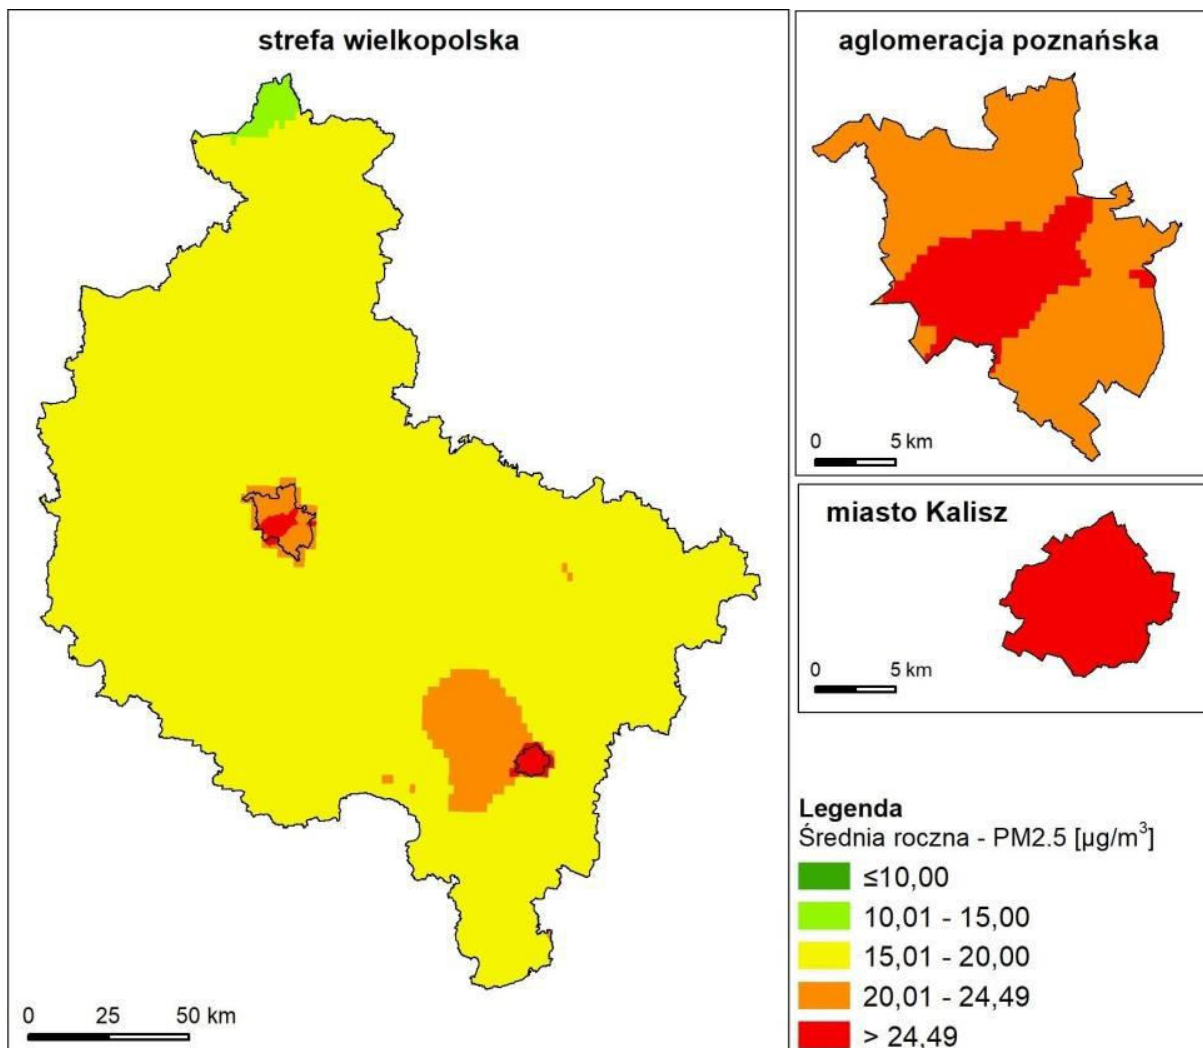 strefa wielkopolska
0 25 50 km
aglomeracja poznańska
0 5 km
miasto Kalisz
0 5 km
Legenda
Średnia roczna - PM2.5 [µg/m³]
≤10,00
10,01 - 15,00
15,01 - 20,00
20,01 - 24,49
> 24,49